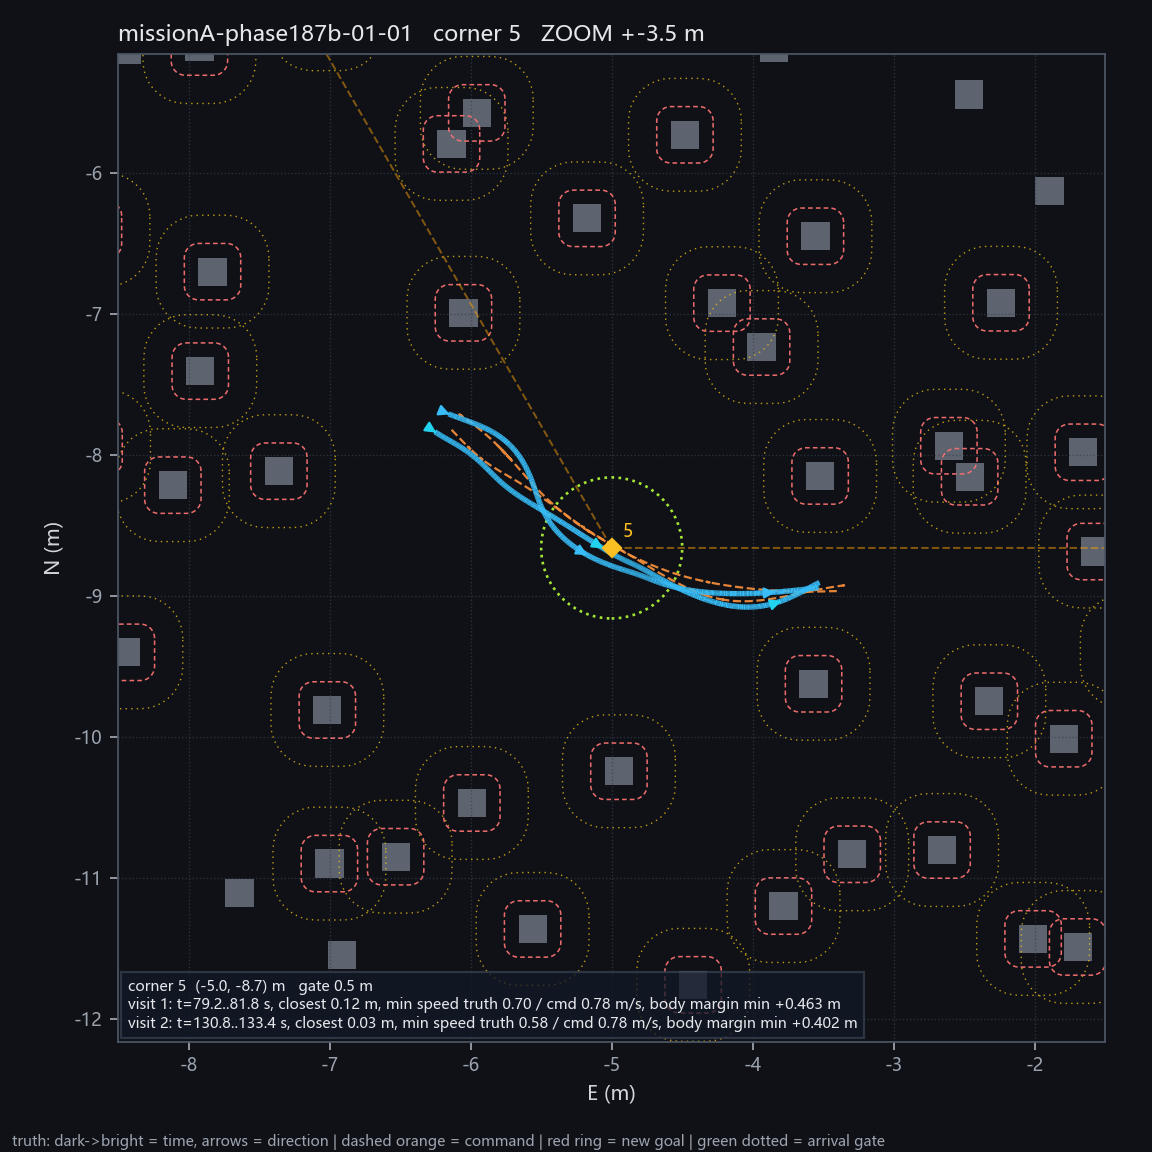 missionA-phase187b-01-01   corner 5   ZOOM +-3.5 m
-6
-7
-8
-9
-10
-11
-12
N (m)
5
corner 5  (-5.0, -8.7) m   gate 0.5 m
visit 1: t=79.2..81.8 s, closest 0.12 m, min speed truth 0.70 / cmd 0.78 m/s, body margin min +0.463 m
visit 2: t=130.8..133.4 s, closest 0.03 m, min speed truth 0.58 / cmd 0.78 m/s, body margin min +0.402 m
-8 -7 -6 -5 -4 -3 -2
E (m)
truth: dark->bright = time, arrows = direction | dashed orange = command | red ring = new goal | green dotted = arrival gate